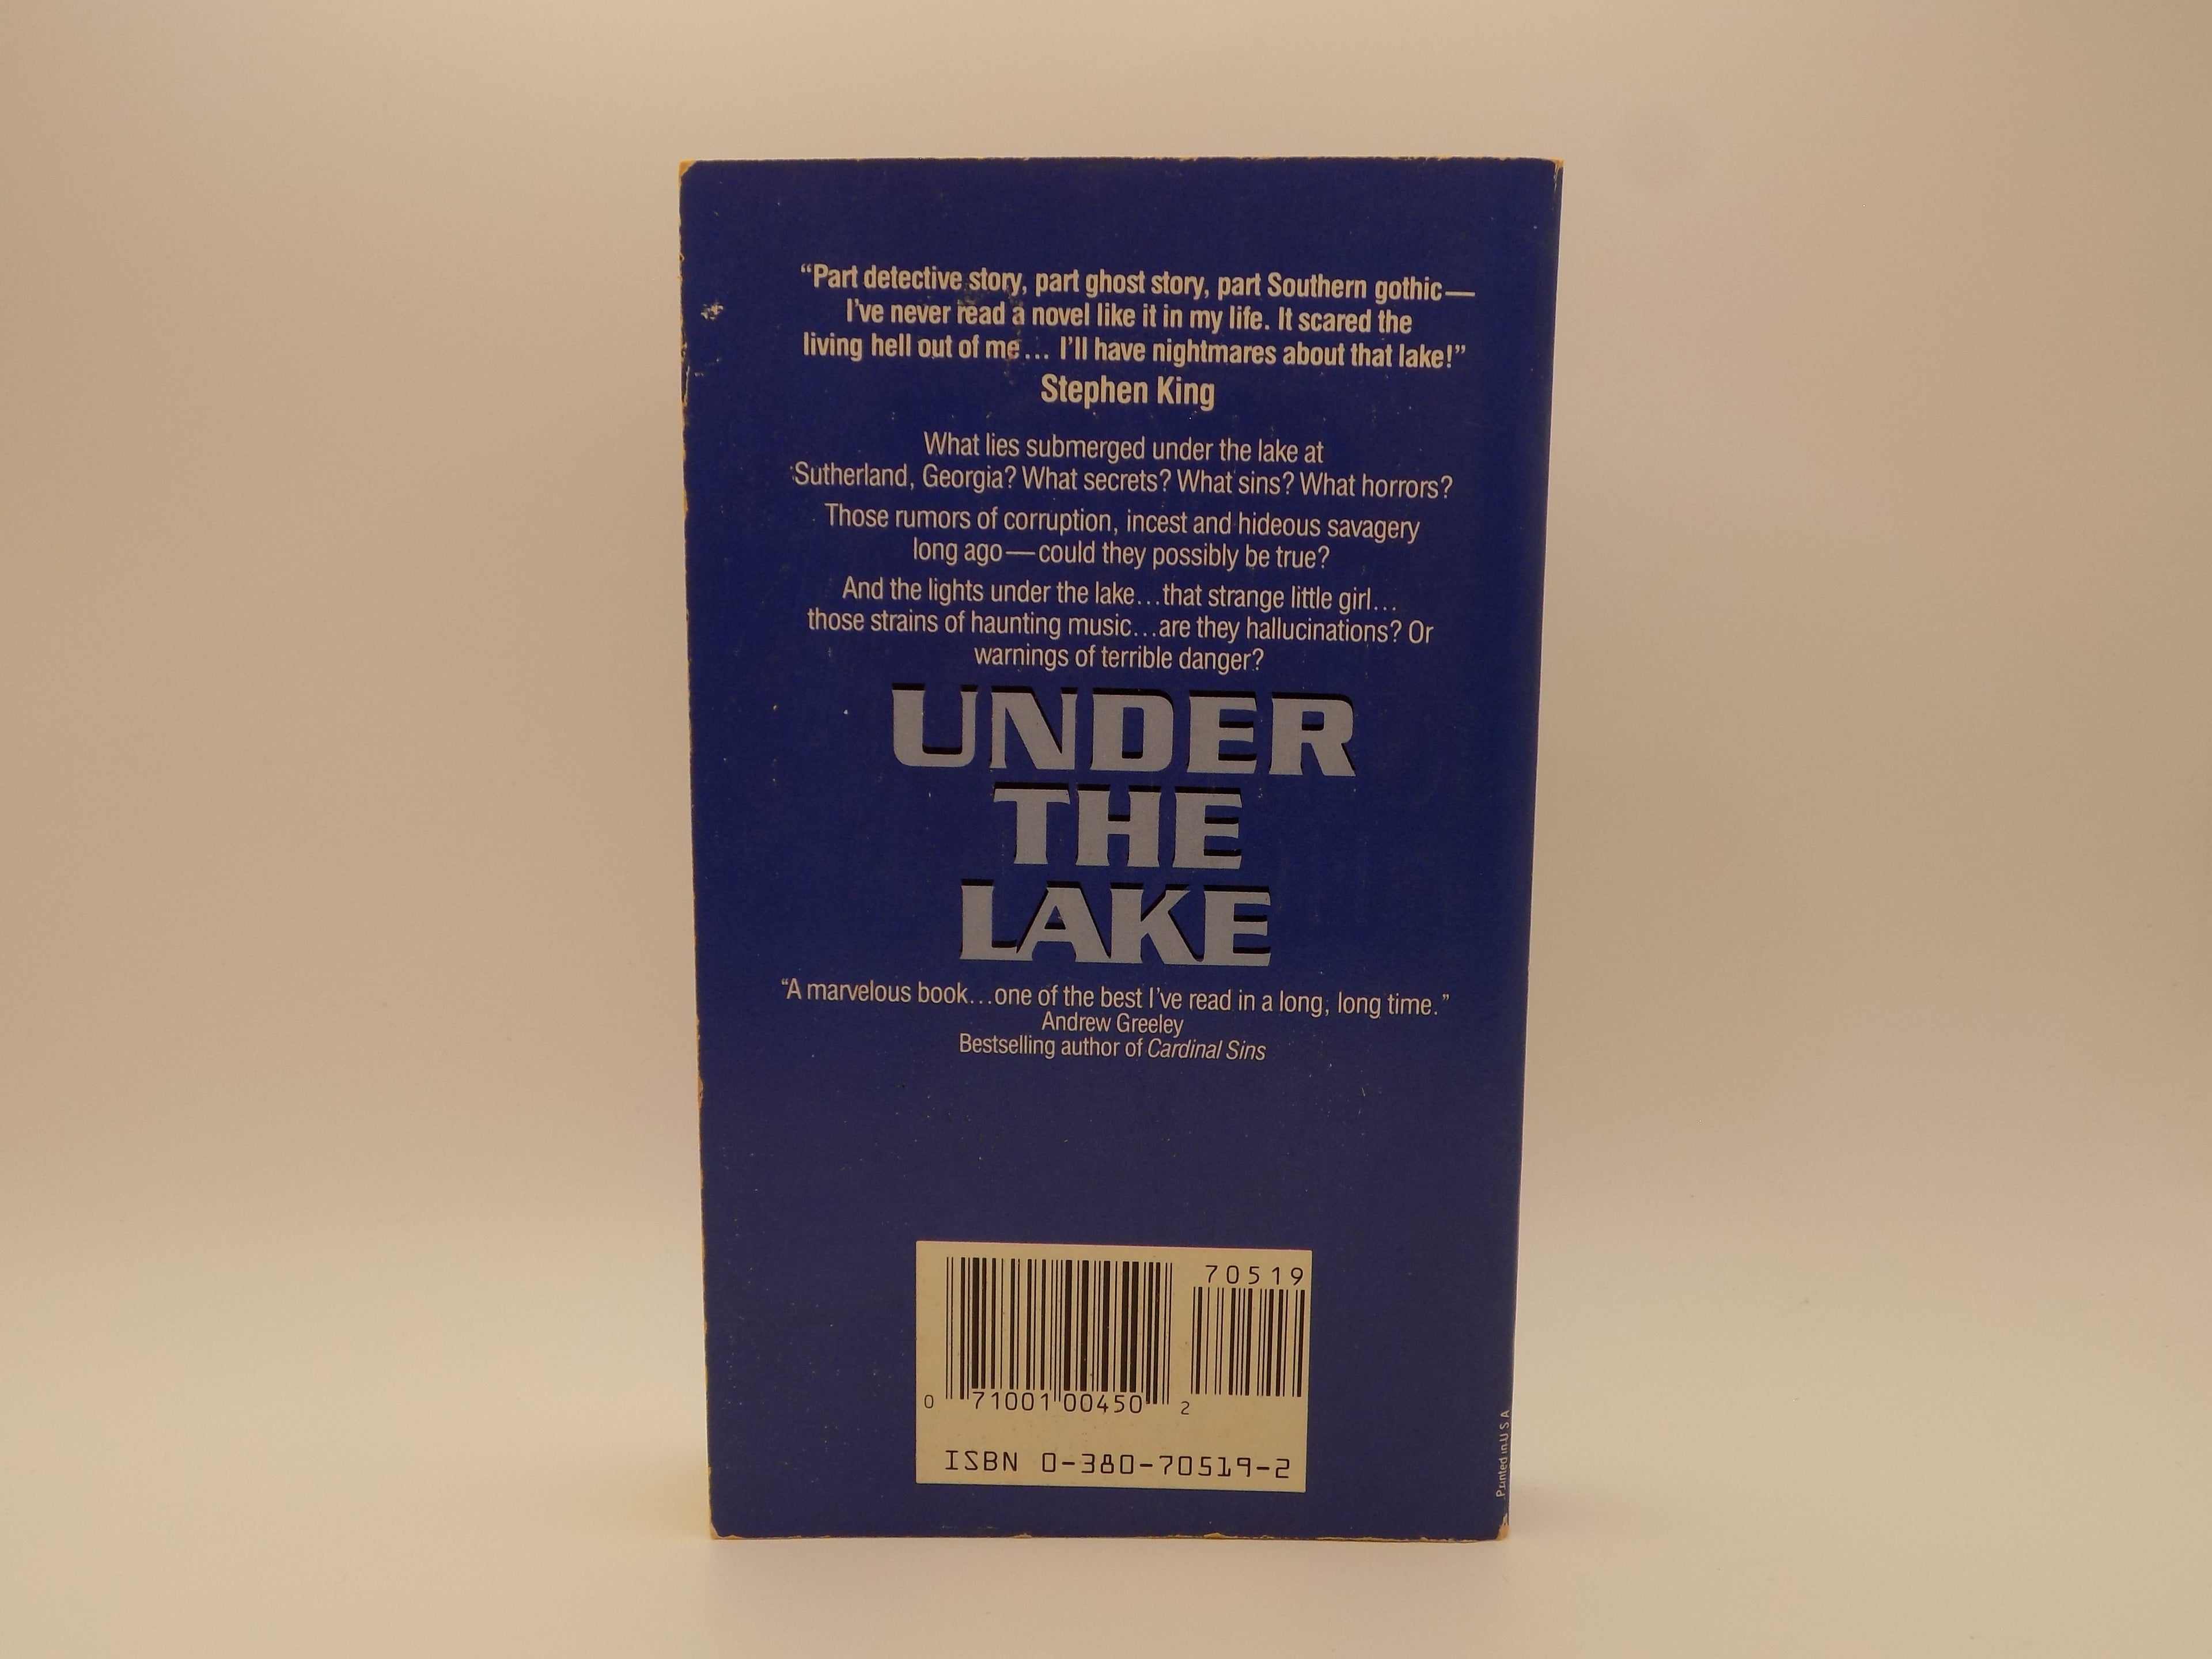 “Part detective story, part ghost story, part Southern gothic—
I’ve never read a novel like it in my life. It scared the
living hell out of me... I’ll have nightmares about that lake!”
Stephen King
What lies submerged under the lake at
Sutherland, Georgia? What secrets? What sins? What horrors?
Those rumors of corruption, incest and hideous savagery
long ago—could they possibly be true?
And the lights under the lake...that strange little girl...
those strains of haunting music...are they hallucinations? Or
warnings of terrible danger?
UNDER
THE
LAKE
“A marvelous book...one of the best I’ve read in a long, long time.”
Andrew Greeley
Bestselling author of Cardinal Sins
70519
0 71001 00450 2
ISBN 0-380-70519-2
Printed in U S A